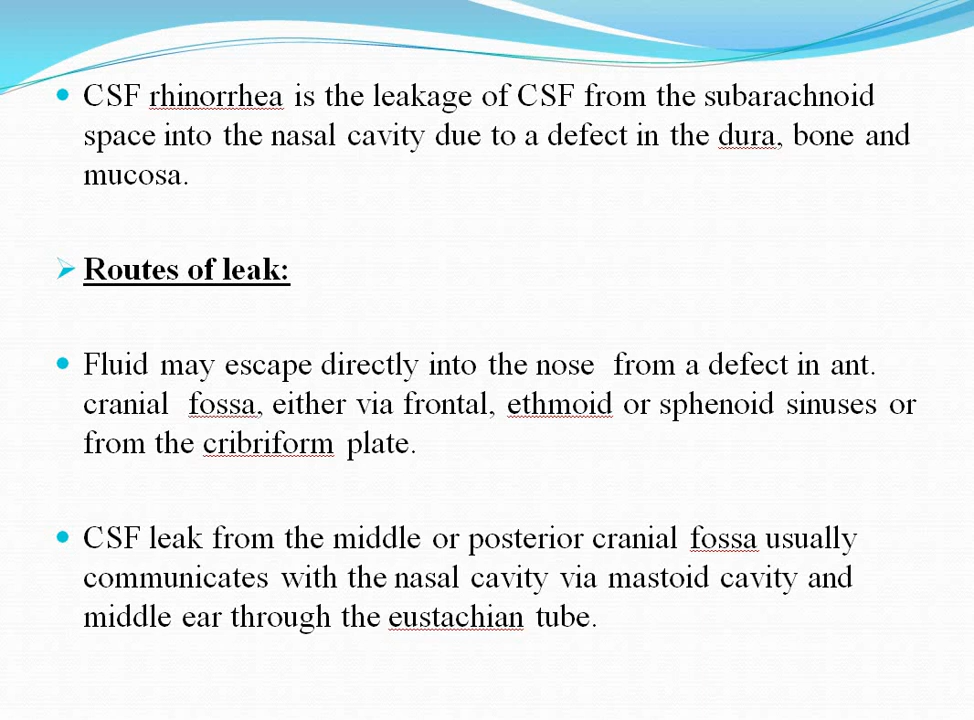 CSF rhinorrhea is the leakage of CSF from the subarachnoid
space into the nasal cavity due to a defect in the dura, bone and
mucosa.
Routes of leak:
Fluid may escape directly into the nose from a defect in ant.
cranial fossa, either via frontal, ethmoid or sphenoid sinuses or
from the cribriform plate.
CSF leak from the middle or posterior cranial fossa usually
communicates with the nasal cavity via mastoid cavity and
middle ear through the eustachian tube.